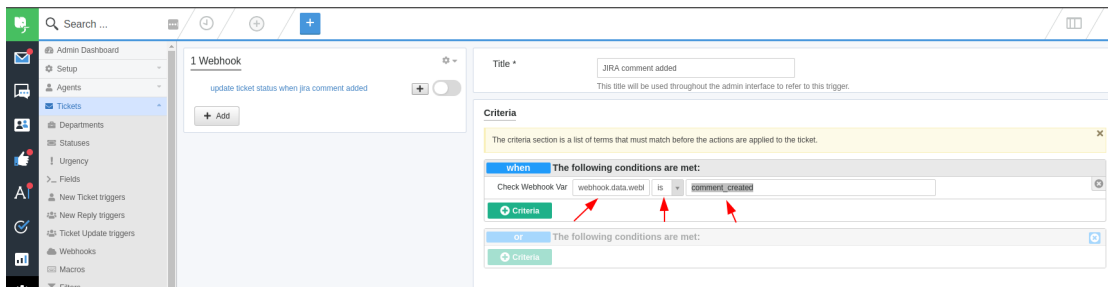 Search ...
Admin Dashboard
Setup
Agents
Tickets
Departments
Statuses
Urgency
Fields
New Ticket triggers
New Reply triggers
Ticket Update triggers
Webhooks
Macros
1 Webhook
update ticket status when jira comment added
+ Add
Title *
JIRA comment added
This title will be used throughout the admin interface to refer to this trigger.
Criteria
The criteria section is a list of terms that must match before the actions are applied to the ticket.
when The following conditions are met:
Check Webhook Var webhook.data.webl is comment_created
Criteria
or The following conditions are met:
Criteria